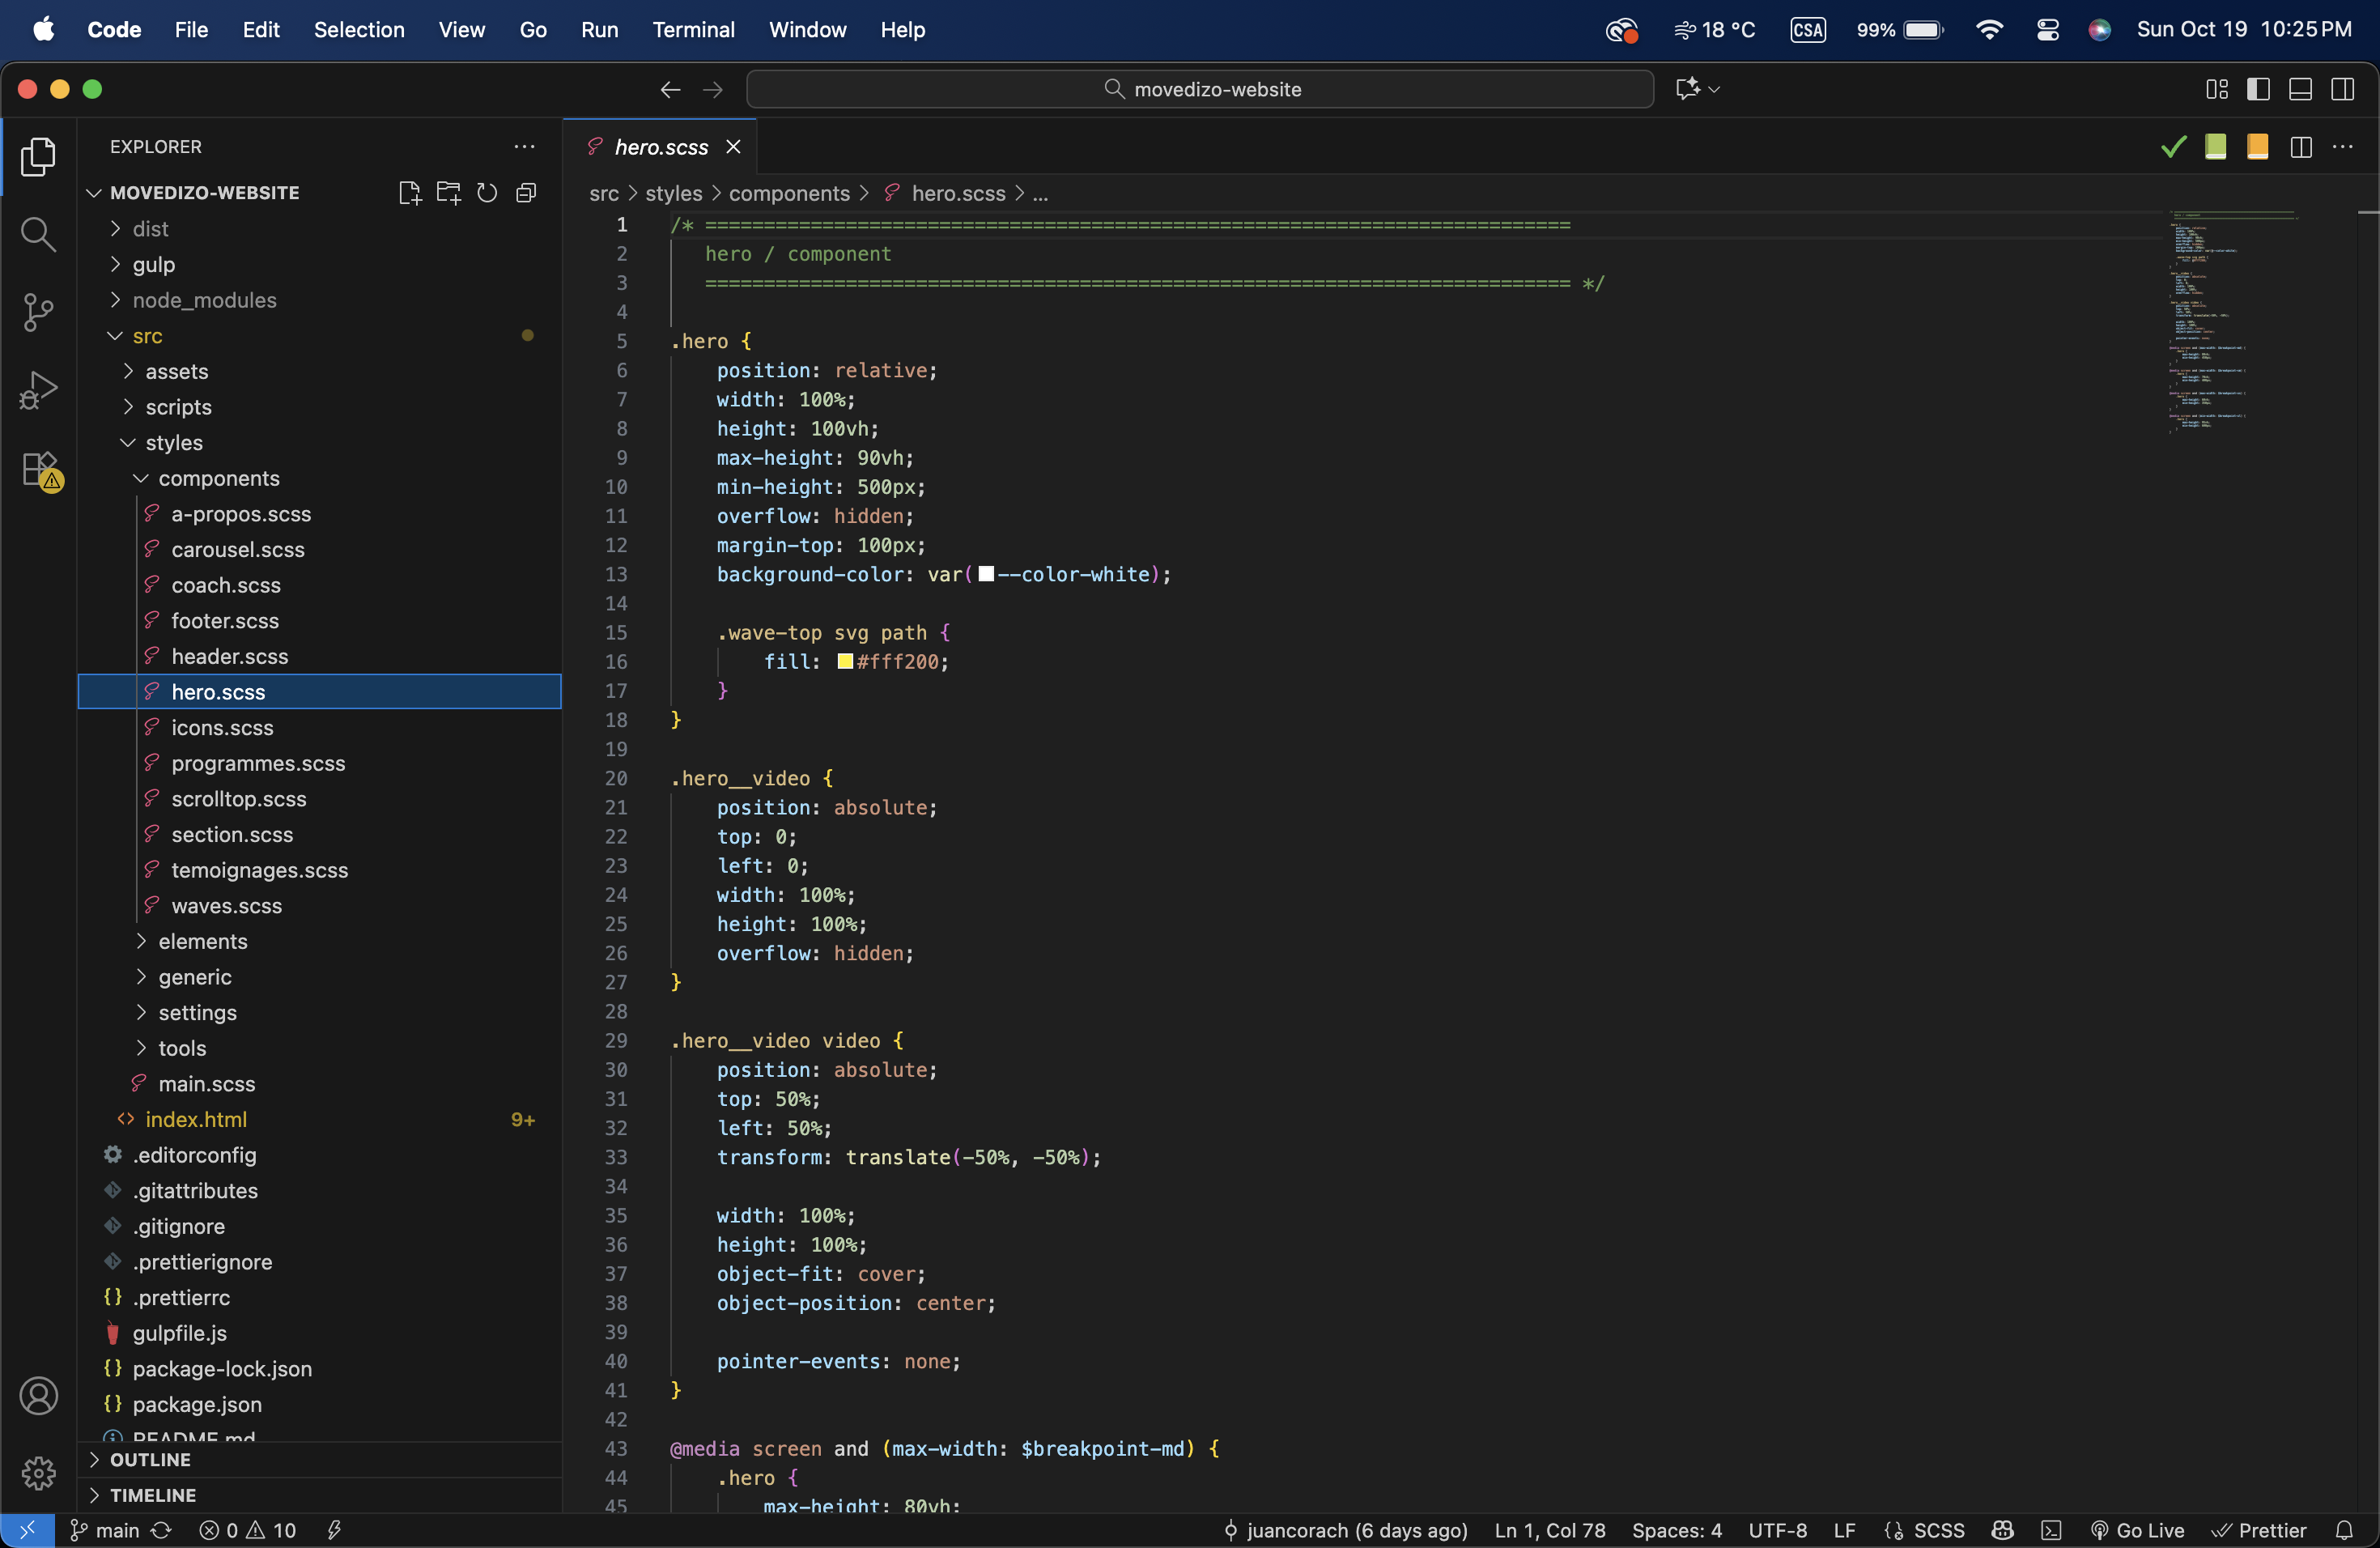 Code File Edit Selection View Go Run Terminal Window Help
18 °C CSA 99% Sun Oct 19 10:25 PM
movedizo-website
EXPLORER
MOVEDIZO-WEBSITE
dist
gulp
node_modules
src
assets
scripts
styles
components
a-propos.scss
carousel.scss
coach.scss
footer.scss
header.scss
hero.scss
icons.scss
programmes.scss
scrolltop.scss
section.scss
temoignages.scss
waves.scss
elements
generic
settings
tools
main.scss
index.html 9+
.editorconfig
.gitattributes
.gitignore
.prettierignore
.prettierrc
gulpfile.js
package-lock.json
package.json
README.md
OUTLINE
TIMELINE
hero.scss
src > styles > components > hero.scss > ...
1 /* ==========================================================================
2 hero / component
3 ========================================================================== */
4
5 .hero {
6 position: relative;
7 width: 100%;
8 height: 100vh;
9 max-height: 90vh;
10 min-height: 500px;
11 overflow: hidden;
12 margin-top: 100px;
13 background-color: var(--color-white);
14
15 .wave-top svg path {
16 fill: #fff200;
17 }
18 }
19
20 .hero__video {
21 position: absolute;
22 top: 0;
23 left: 0;
24 width: 100%;
25 height: 100%;
26 overflow: hidden;
27 }
28
29 .hero__video video {
30 position: absolute;
31 top: 50%;
32 left: 50%;
33 transform: translate(-50%, -50%);
34
35 width: 100%;
36 height: 100%;
37 object-fit: cover;
38 object-position: center;
39
40 pointer-events: none;
41 }
42
43 @media screen and (max-width: $breakpoint-md) {
44 .hero {
45 max-height: 80vh;
main 0 10 juancorach (6 days ago) Ln 1, Col 78 Spaces: 4 UTF-8 LF SCSS Go Live Prettier